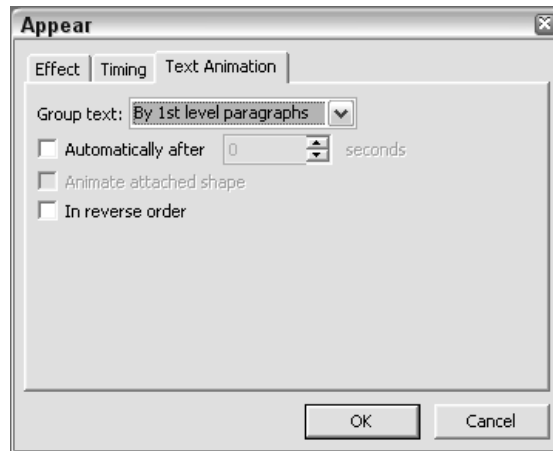 Appear
Effect Timing Text Animation
Group text: By 1st level paragraphs
Automatically after 0 seconds
Animate attached shape
In reverse order
OK Cancel